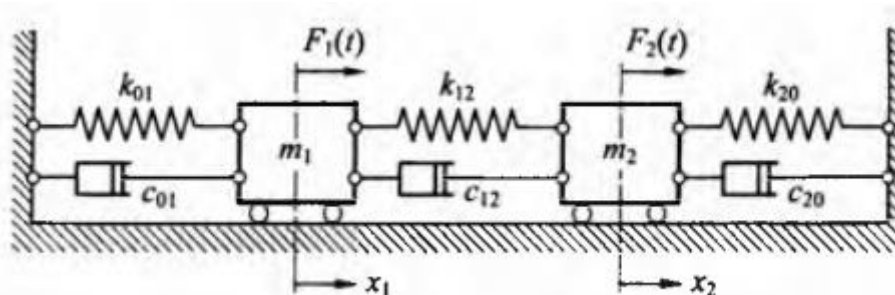 F₁(t) F₂(t)
k₀₁ k₁₂ k₂₀
m₁ m₂
c₀₁ c₁₂ c₂₀
x₁ x₂